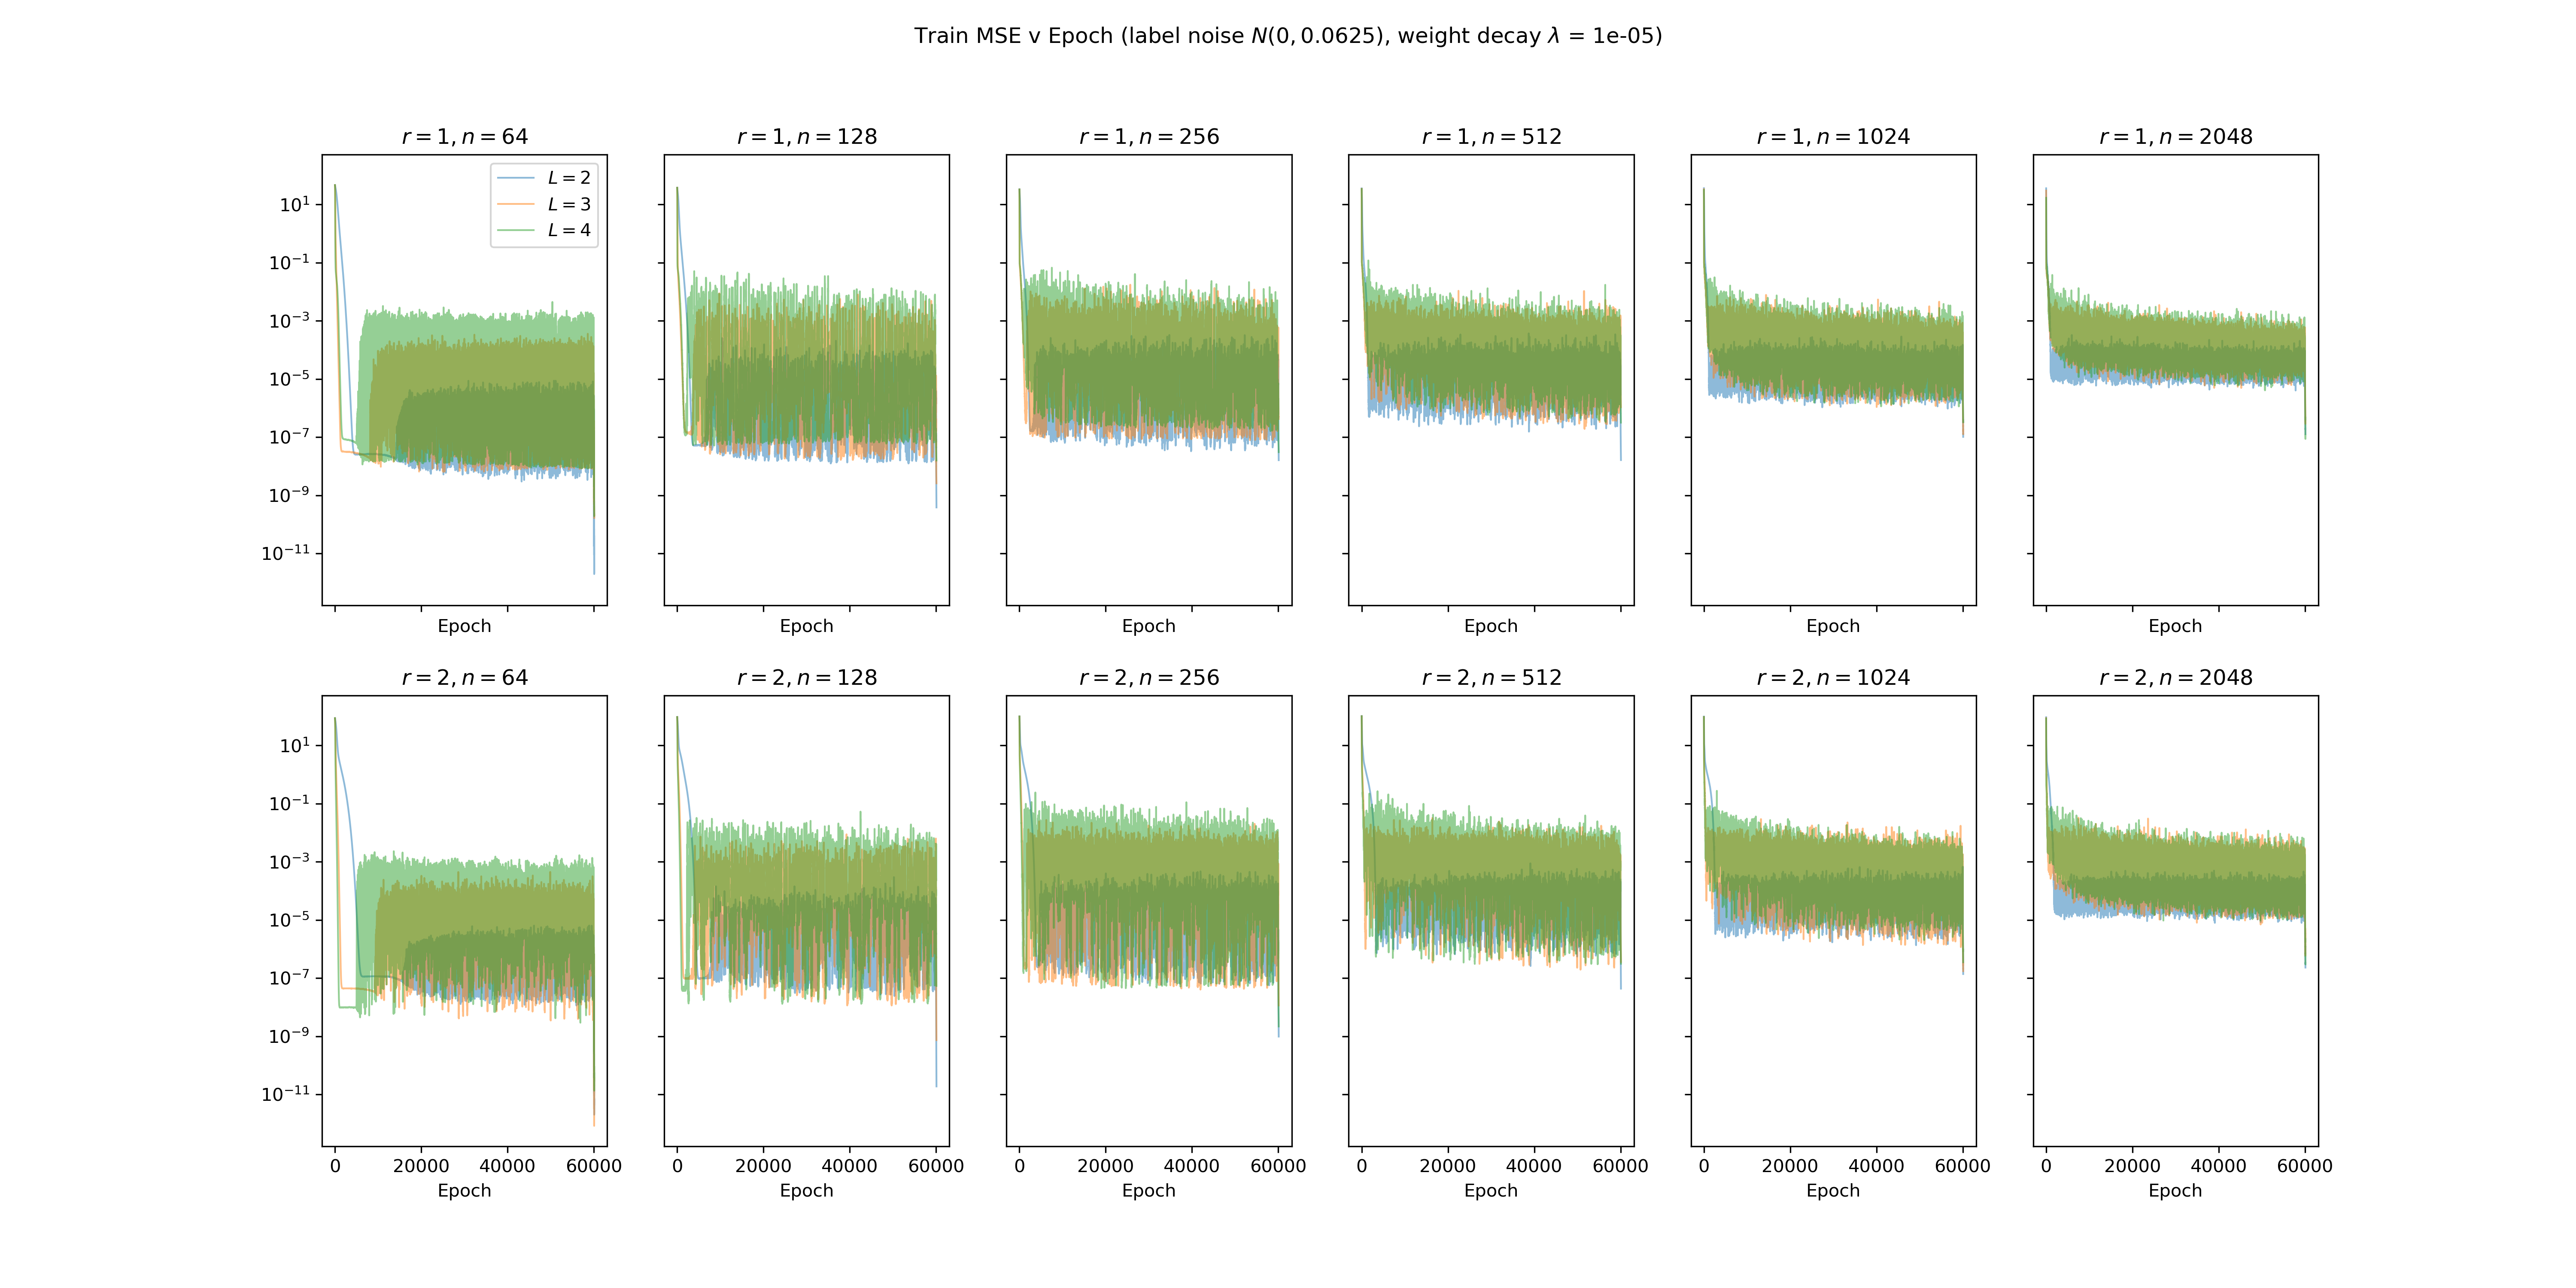 Train MSE v Epoch (label noise N(0, 0.0625), weight decay λ = 1e-05)
r = 1, n = 64
r = 1, n = 128
r = 1, n = 256
r = 1, n = 512
r = 1, n = 1024
r = 1, n = 2048
L = 2
L = 3
L = 4
10¹
10⁻¹
10⁻³
10⁻⁵
10⁻⁷
10⁻⁹
10⁻¹¹
Epoch Epoch Epoch Epoch Epoch Epoch
r = 2, n = 64
r = 2, n = 128
r = 2, n = 256
r = 2, n = 512
r = 2, n = 1024
r = 2, n = 2048
10¹
10⁻¹
10⁻³
10⁻⁵
10⁻⁷
10⁻⁹
10⁻¹¹
0 20000 40000 60000 0 20000 40000 60000 0 20000 40000 60000 0 20000 40000 60000 0 20000 40000 60000 0 20000 40000 60000
Epoch Epoch Epoch Epoch Epoch Epoch